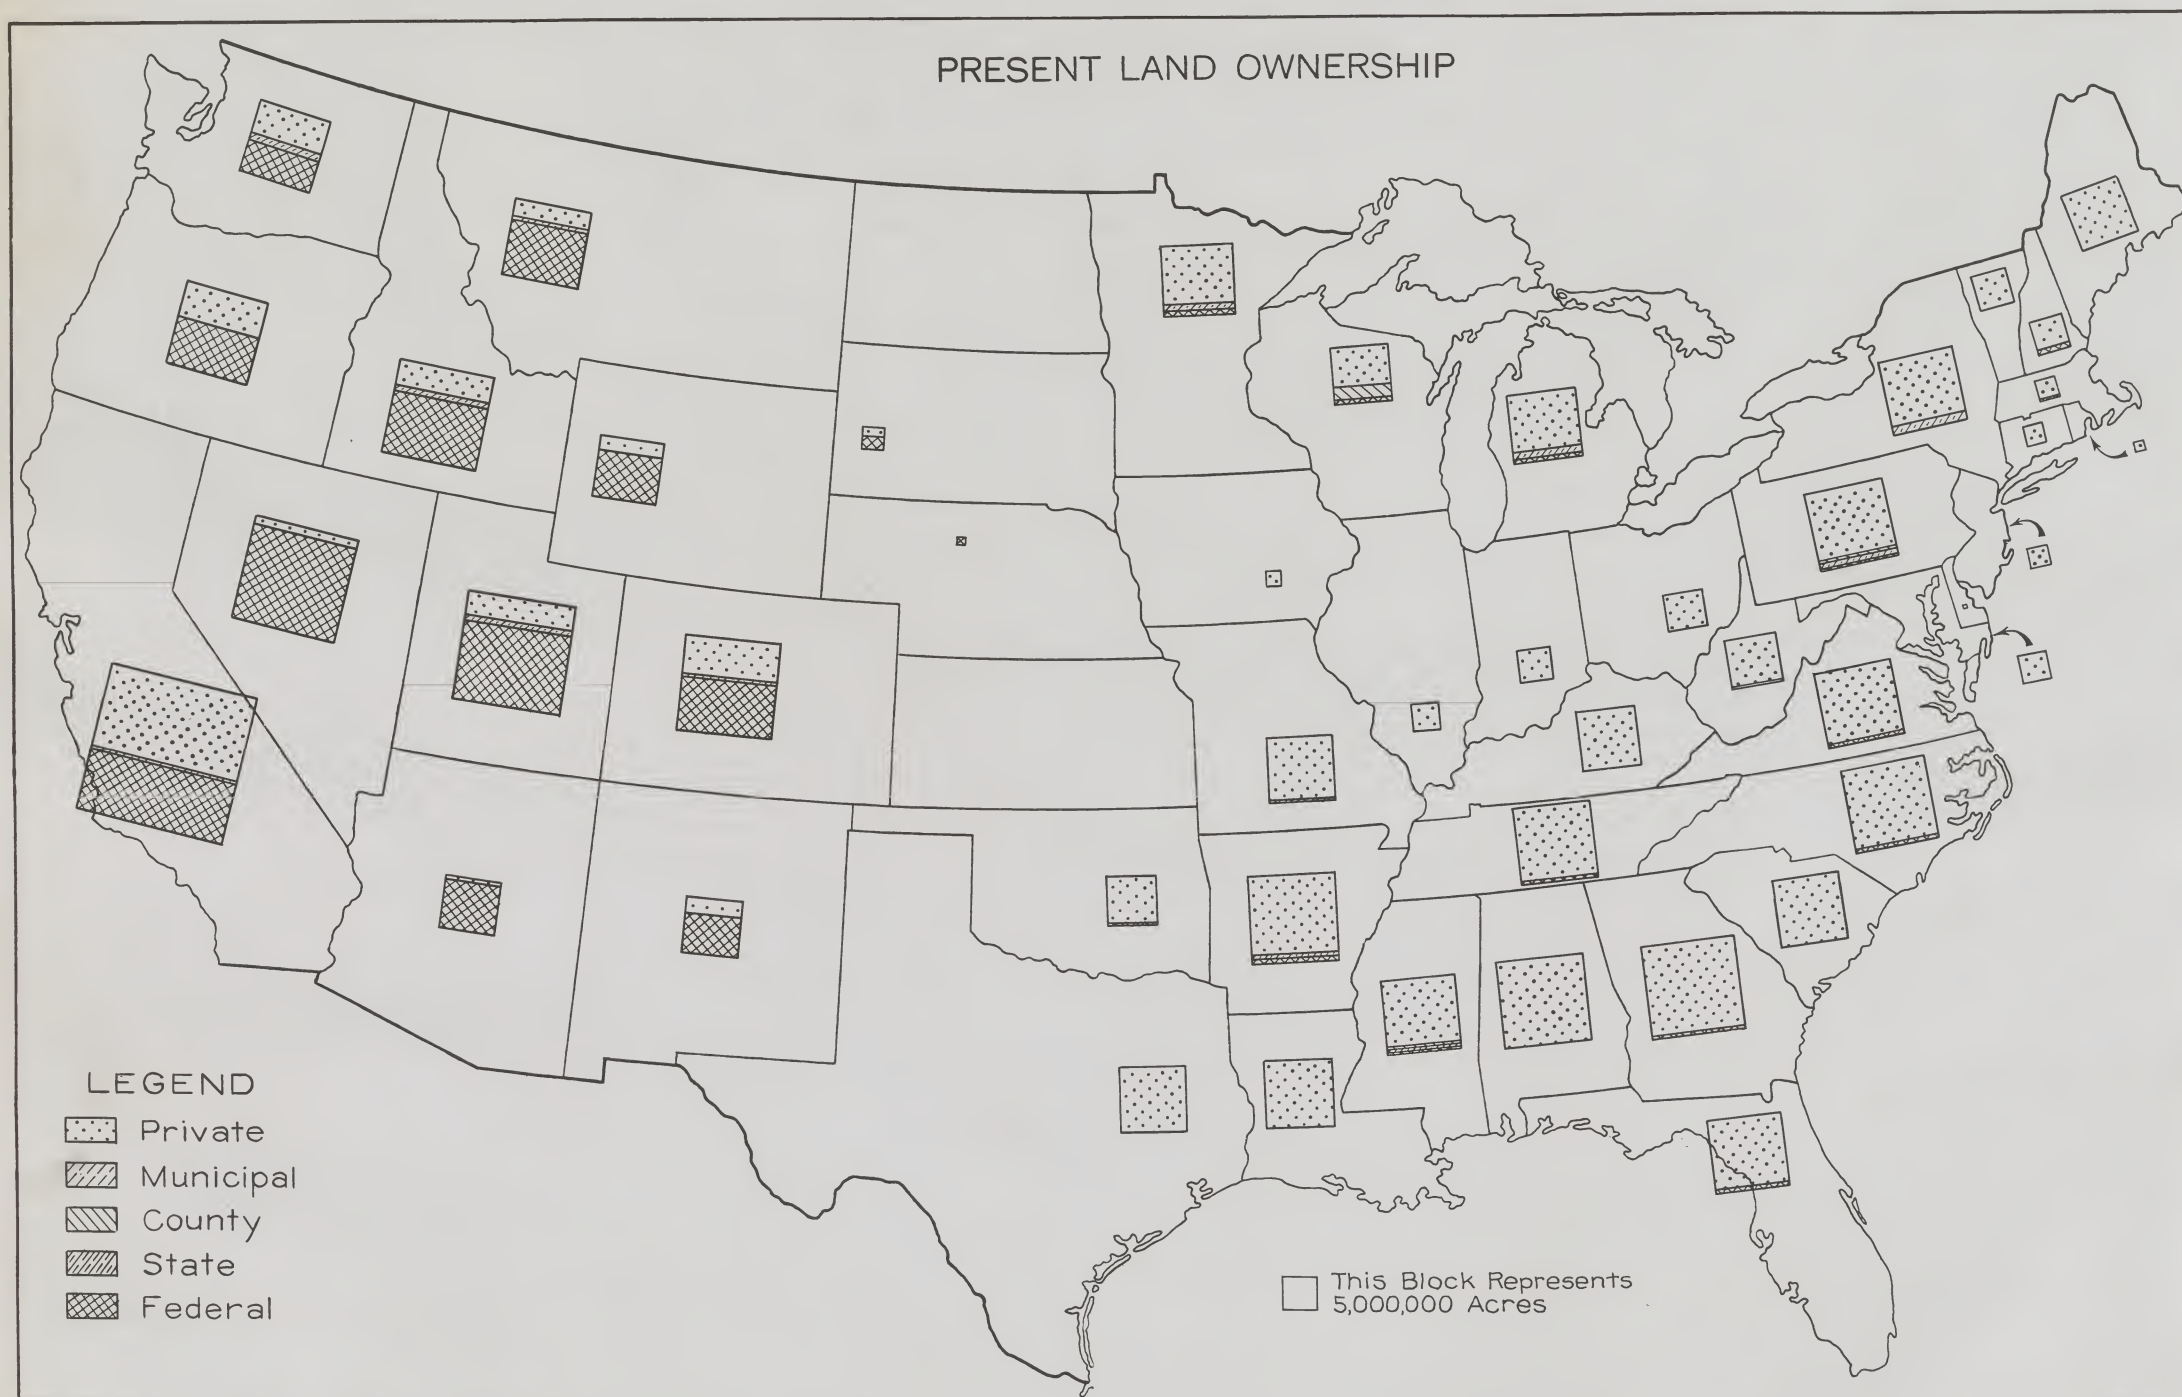 PRESENT LAND OWNERSHIP
LEGEND
Private
Municipal
County
State
Federal
This Block Represents
5,000,000 Acres